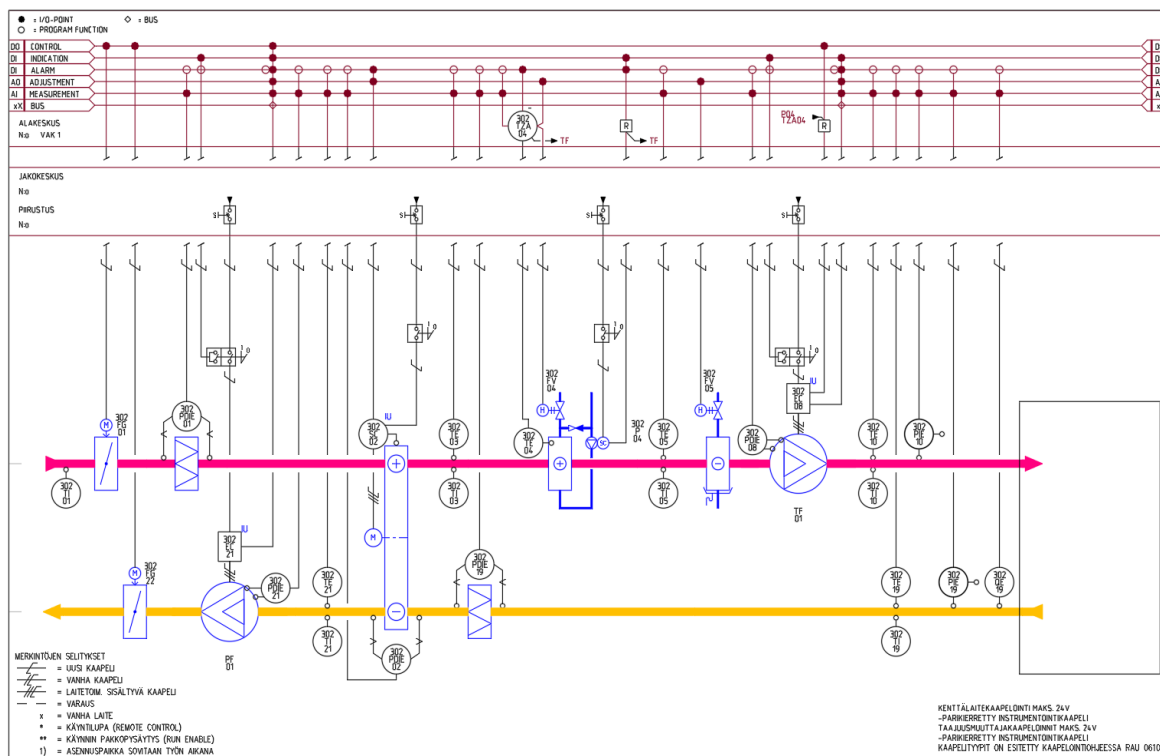 ● = I/O-POINT ◇ = BUS
○ = PROGRAM FUNCTION
DO CONTROL
DI INDICATION
DI ALARM
AO ADJUSTMENT
AI MEASUREMENT
xX BUS
ALAKESKUS
N:o VAK 1
302
TZA
04
TF
R
TF
P04
TZA04
R
JAKOKESKUS
N:o
PIIRUSTUS
N:o
302
FG
01
302
PDIE
01
302
SC
02
IU
302
TE
03
302
FV
04
302
TE
04
302
P
04
302
TE
05
302
FV
05
302
PDIE
08
302
EC
08
IU
302
TE
10
302
PIE
10
302
TI
01
302
TI
03
302
TI
05
TF
01
302
TI
10
302
FG
22
302
EC
21
IU
302
PDIE
21
302
TE
21
302
PDIE
19
302
TE
19
302
PIE
19
302
QE
19
PF
01
302
TI
21
302
PDIE
02
302
TI
19
MERKINTÖJEN SELITYKSET
= UUSI KAAPELI
= VANHA KAAPELI
= LAITETOIM. SISÄLTYVÄ KAAPELI
= VARAUS
x = VANHA LAITE
* = KÄYNTILUPA (REMOTE CONTROL)
** = KÄYNNIN PAKKOPYSÄYTYS (RUN ENABLE)
1) = ASENNUSPAIKKA SOVITAAN TYÖN AIKANA
KENTTÄLAITEKAAPELOINTI MAKS. 24V
-PARIKIERRETTY INSTRUMENTOINTIKAAPELI
TAAJUUSMUUTTAJAKAAPELOINNIT MAKS. 24V
-PARIKIERRETTY INSTRUMENTOINTIKAAPELI
KAAPELITYYPIT ON ESITETTY KAAPELOINTIOHJEESSA RAU 0610